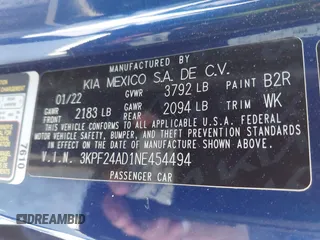 KIA MEXICO S.A. DE C.V.
01/22 GVWR 3792 LB PAINT B2R
GAWR FRONT 2183 LB GAWR REAR 2094 LB TRIM WK
THIS VEHICLE CONFORMS TO ALL APPLICABLE U.S. FEDERAL
MOTOR VEHICLE SAFETY, BUMPER, AND THEFT PREVENTION
STANDARDS IN EFFECT ON THE DATE OF MANUFACTURE
SHOWN ABOVE.
V.I.N. 3KPF24AD1NE454494
PASSENGER CAR
7610
DREAMBID